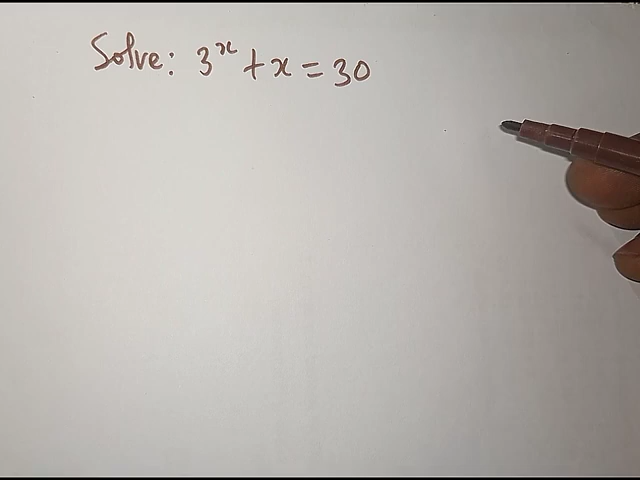 Solve: 3^x + x = 30